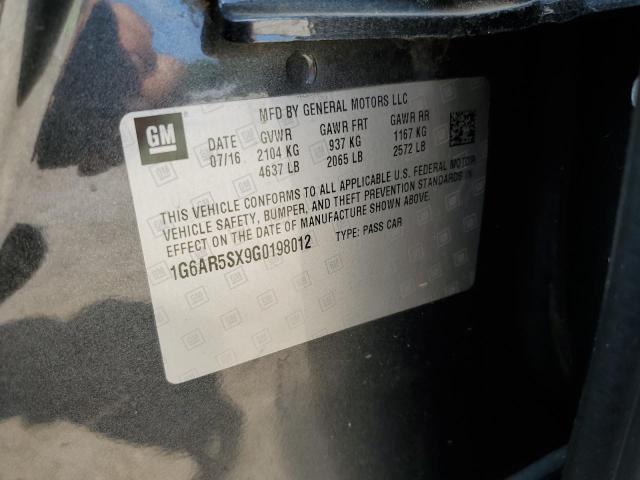 GM
MFD BY GENERAL MOTORS LLC
DATE GVWR GAWR FRT GAWR RR
07/16 2104 KG 937 KG 1167 KG
4637 LB 2065 LB 2572 LB
THIS VEHICLE CONFORMS TO ALL APPLICABLE U.S. FEDERAL MOTOR
VEHICLE SAFETY, BUMPER, AND THEFT PREVENTION STANDARDS IN
EFFECT ON THE DATE OF MANUFACTURE SHOWN ABOVE.
1G6AR5SX9G0198012 TYPE: PASS CAR